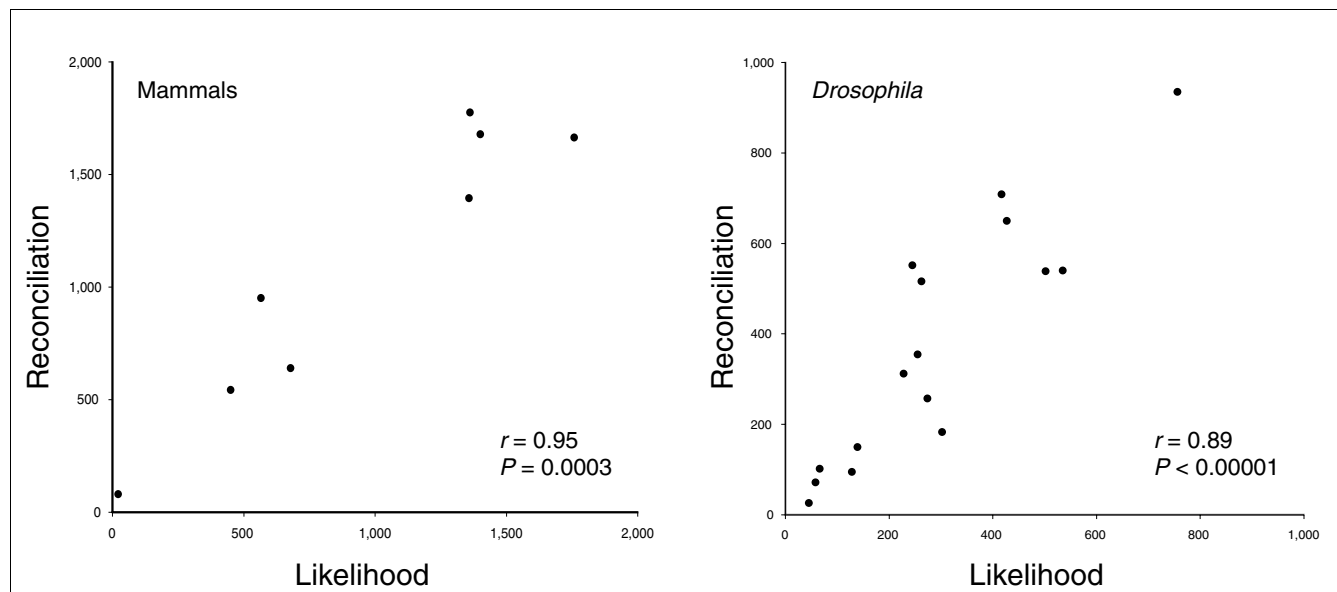 Mammals
2,000
1,500
1,000
500
0
0
500
1,000
1,500
2,000
Reconciliation
Likelihood
r = 0.95
P = 0.0003
Drosophila
1,000
800
600
400
200
0
0
200
400
600
800
1,000
Reconciliation
Likelihood
r = 0.89
P < 0.00001